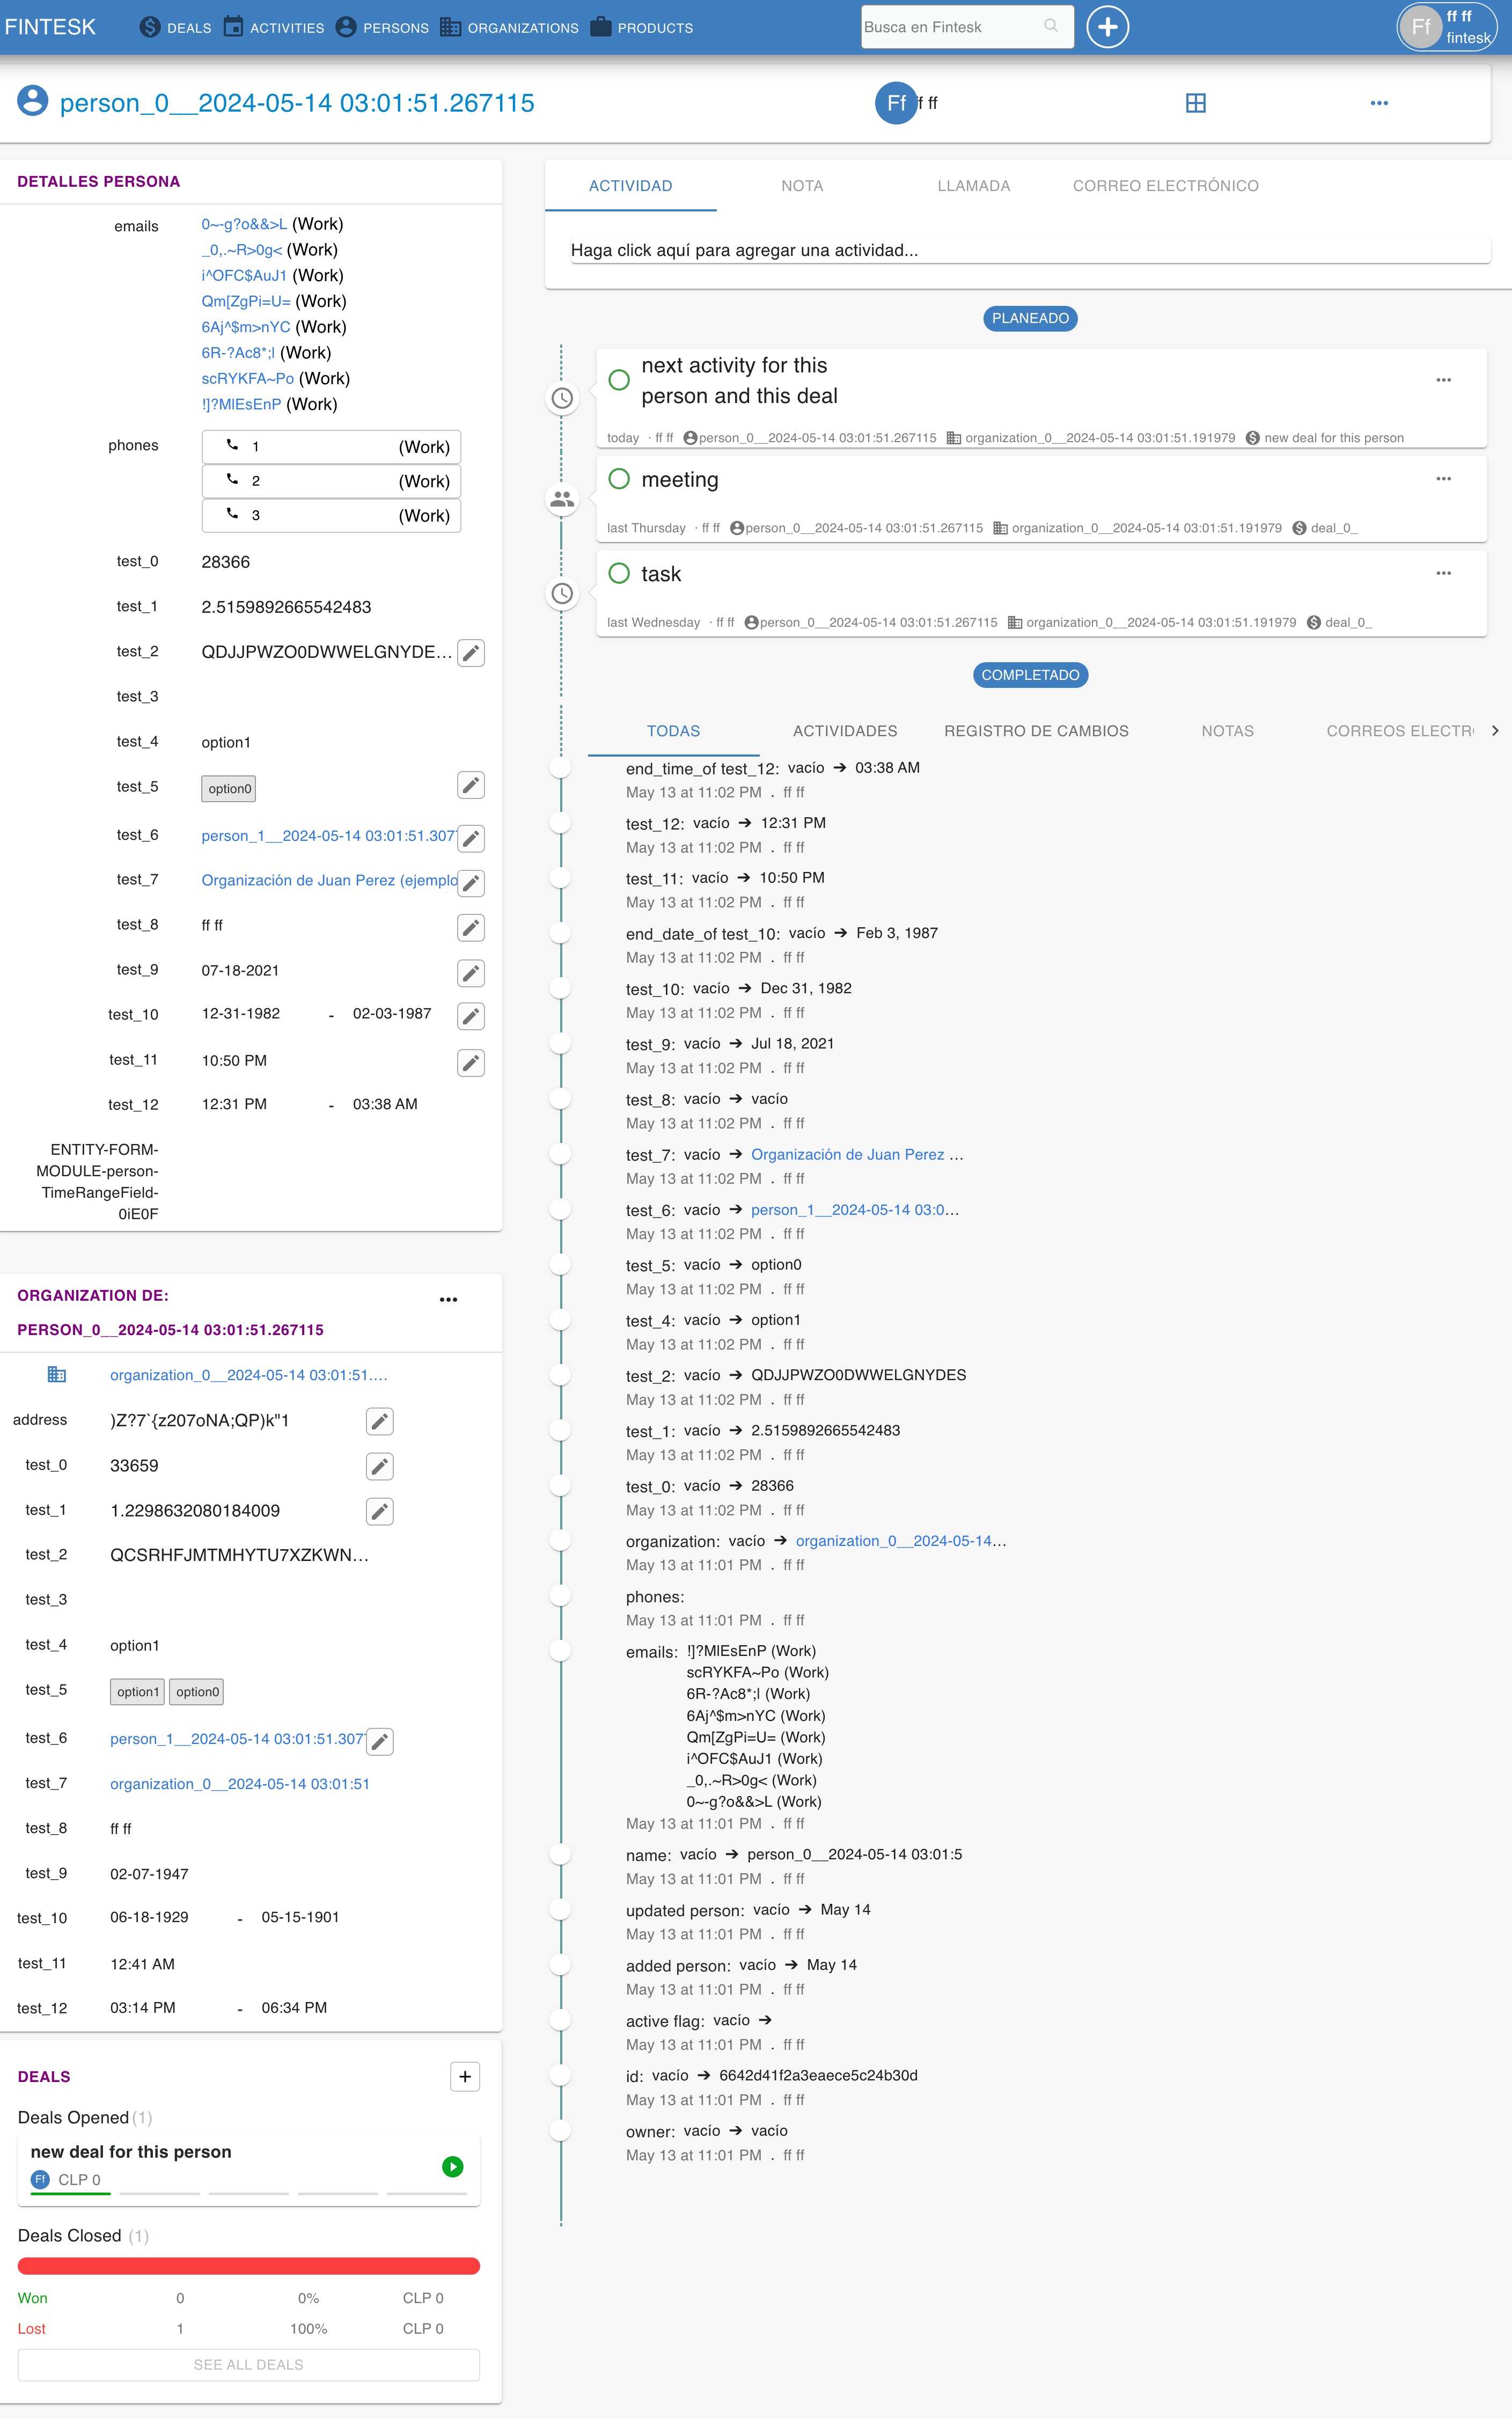 FINTESK
DEALS ACTIVITIES PERSONS ORGANIZATIONS PRODUCTS
Busca en Fintesk
Ff
ff ff
fintesk
person_0__2024-05-14 03:01:51.267115
Ff ff ff
DETALLES PERSONA
emails
0~-g?o&&>L (Work)
_0,.~R>0g< (Work)
i^OFC$AuJ1 (Work)
Qm[ZgPi=U= (Work)
6Aj^$m>nYC (Work)
6R-?Ac8*;l (Work)
scRYKFA~Po (Work)
!]?MlEsEnP (Work)
phones
1 (Work)
2 (Work)
3 (Work)
test_0 28366
test_1 2.5159892665542483
test_2 QDJJPWZO0DWWELGNYDE...
test_3
test_4 option1
test_5 option0
test_6 person_1__2024-05-14 03:01:51.307
test_7 Organización de Juan Perez (ejemplo
test_8 ff ff
test_9 07-18-2021
test_10 12-31-1982 - 02-03-1987
test_11 10:50 PM
test_12 12:31 PM - 03:38 AM
ENTITY-FORM-
MODULE-person-
TimeRangeField-
0iE0F
ORGANIZATION DE:
PERSON_0__2024-05-14 03:01:51.267115
organization_0__2024-05-14 03:01:51....
address )Z?7`{z207oNA;QP)k"1
test_0 33659
test_1 1.2298632080184009
test_2 QCSRHFJMTMHYTU7XZKWN...
test_3
test_4 option1
test_5 option1 option0
test_6 person_1__2024-05-14 03:01:51.307
test_7 organization_0__2024-05-14 03:01:51
test_8 ff ff
test_9 02-07-1947
test_10 06-18-1929 - 05-15-1901
test_11 12:41 AM
test_12 03:14 PM - 06:34 PM
DEALS
+
Deals Opened (1)
new deal for this person
Ff CLP 0
Deals Closed (1)
Won 0 0% CLP 0
Lost 1 100% CLP 0
SEE ALL DEALS
ACTIVIDAD NOTA LLAMADA CORREO ELECTRÓNICO
Haga click aquí para agregar una actividad...
PLANEADO
next activity for this
person and this deal
today · ff ff person_0__2024-05-14 03:01:51.267115 organization_0__2024-05-14 03:01:51.191979 new deal for this person
meeting
last Thursday · ff ff person_0__2024-05-14 03:01:51.267115 organization_0__2024-05-14 03:01:51.191979 deal_0_
task
last Wednesday · ff ff person_0__2024-05-14 03:01:51.267115 organization_0__2024-05-14 03:01:51.191979 deal_0_
COMPLETADO
TODAS ACTIVIDADES REGISTRO DE CAMBIOS NOTAS CORREOS ELECTR
end_time_of test_12: vacío ➔ 03:38 AM
May 13 at 11:02 PM . ff ff
test_12: vacío ➔ 12:31 PM
May 13 at 11:02 PM . ff ff
test_11: vacío ➔ 10:50 PM
May 13 at 11:02 PM . ff ff
end_date_of test_10: vacío ➔ Feb 3, 1987
May 13 at 11:02 PM . ff ff
test_10: vacío ➔ Dec 31, 1982
May 13 at 11:02 PM . ff ff
test_9: vacío ➔ Jul 18, 2021
May 13 at 11:02 PM . ff ff
test_8: vacío ➔ vacío
May 13 at 11:02 PM . ff ff
test_7: vacío ➔ Organización de Juan Perez ...
May 13 at 11:02 PM . ff ff
test_6: vacío ➔ person_1__2024-05-14 03:0...
May 13 at 11:02 PM . ff ff
test_5: vacío ➔ option0
May 13 at 11:02 PM . ff ff
test_4: vacío ➔ option1
May 13 at 11:02 PM . ff ff
test_2: vacío ➔ QDJJPWZO0DWWELGNYDES
May 13 at 11:02 PM . ff ff
test_1: vacío ➔ 2.5159892665542483
May 13 at 11:02 PM . ff ff
test_0: vacío ➔ 28366
May 13 at 11:02 PM . ff ff
organization: vacío ➔ organization_0__2024-05-14...
May 13 at 11:01 PM . ff ff
phones:
May 13 at 11:01 PM . ff ff
emails: !]?MlEsEnP (Work)
scRYKFA~Po (Work)
6R-?Ac8*;l (Work)
6Aj^$m>nYC (Work)
Qm[ZgPi=U= (Work)
i^OFC$AuJ1 (Work)
_0,.~R>0g< (Work)
0~-g?o&&>L (Work)
May 13 at 11:01 PM . ff ff
name: vacío ➔ person_0__2024-05-14 03:01:5
May 13 at 11:01 PM . ff ff
updated person: vacío ➔ May 14
May 13 at 11:01 PM . ff ff
added person: vacío ➔ May 14
May 13 at 11:01 PM . ff ff
active flag: vacío ➔
May 13 at 11:01 PM . ff ff
id: vacío ➔ 6642d41f2a3eaece5c24b30d
May 13 at 11:01 PM . ff ff
owner: vacío ➔ vacío
May 13 at 11:01 PM . ff ff